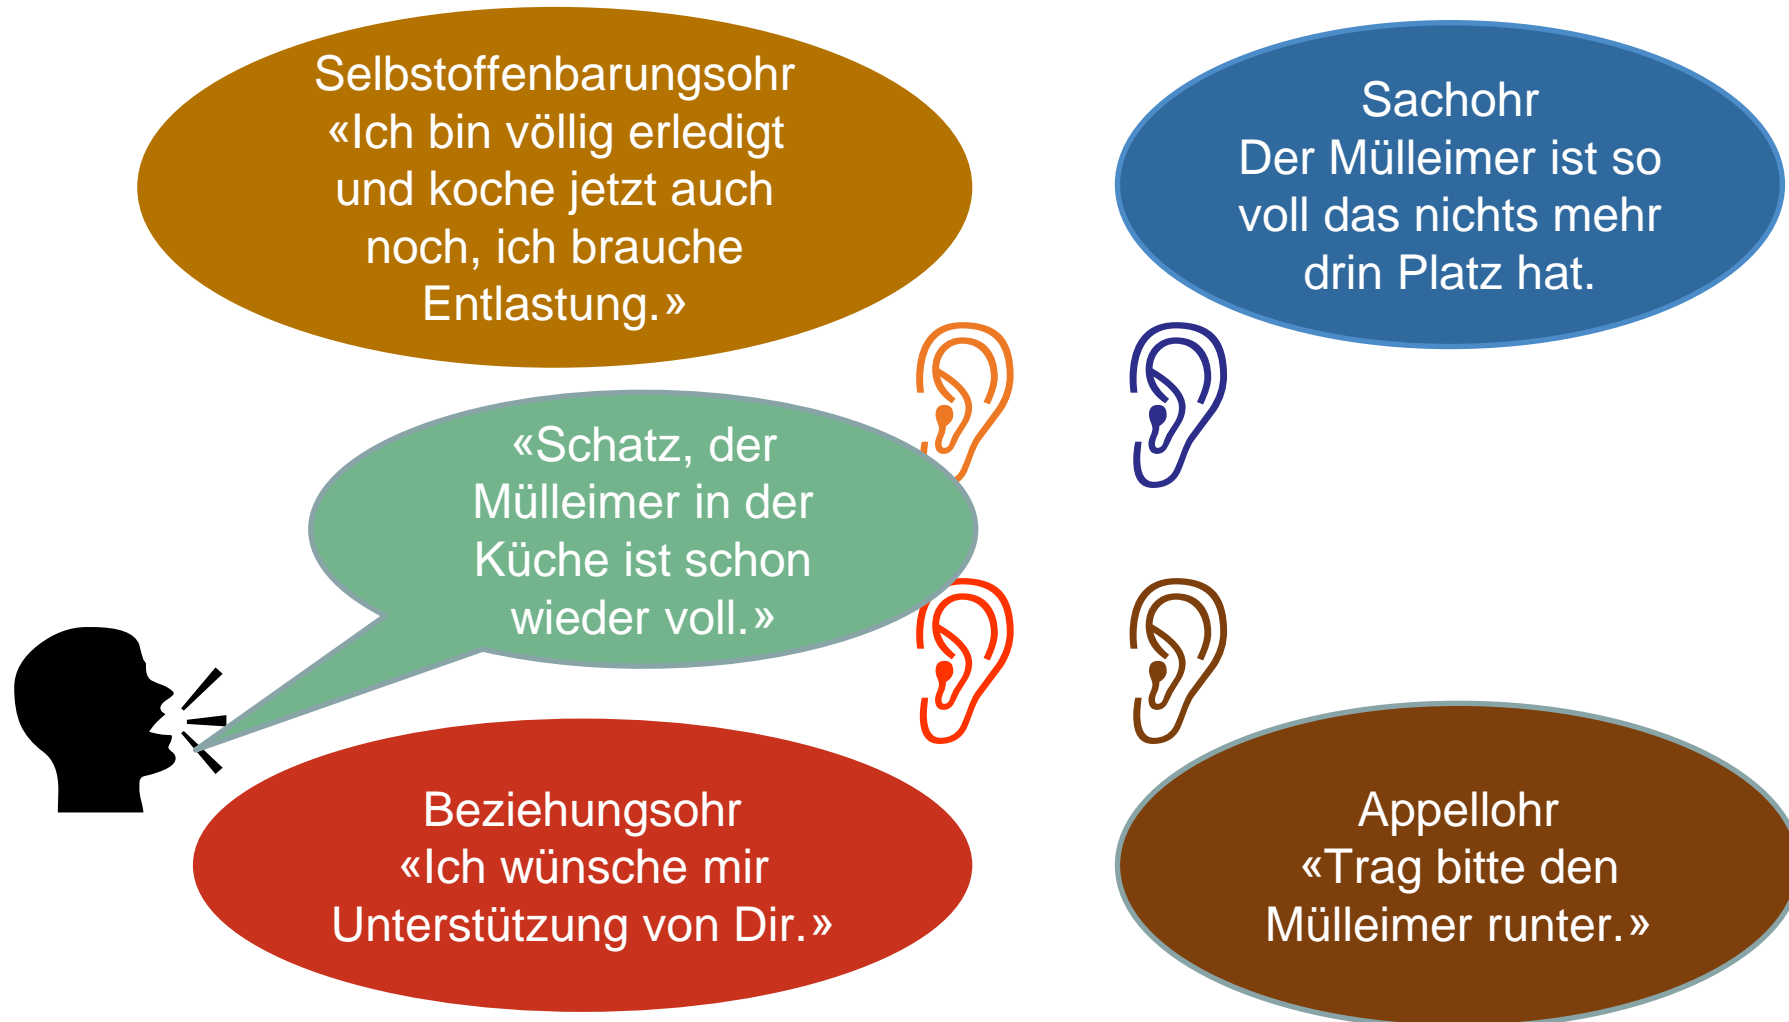 Selbstoffenbarungsohr
«Ich bin völlig erledigt
und koche jetzt auch
noch, ich brauche
Entlastung.»
Sachohr
Der Mülleimer ist so
voll das nichts mehr
drin Platz hat.
«Schatz, der
Mülleimer in der
Küche ist schon
wieder voll.»
Beziehungsohr
«Ich wünsche mir
Unterstützung von Dir.»
Appellohr
«Trag bitte den
Mülleimer runter.»